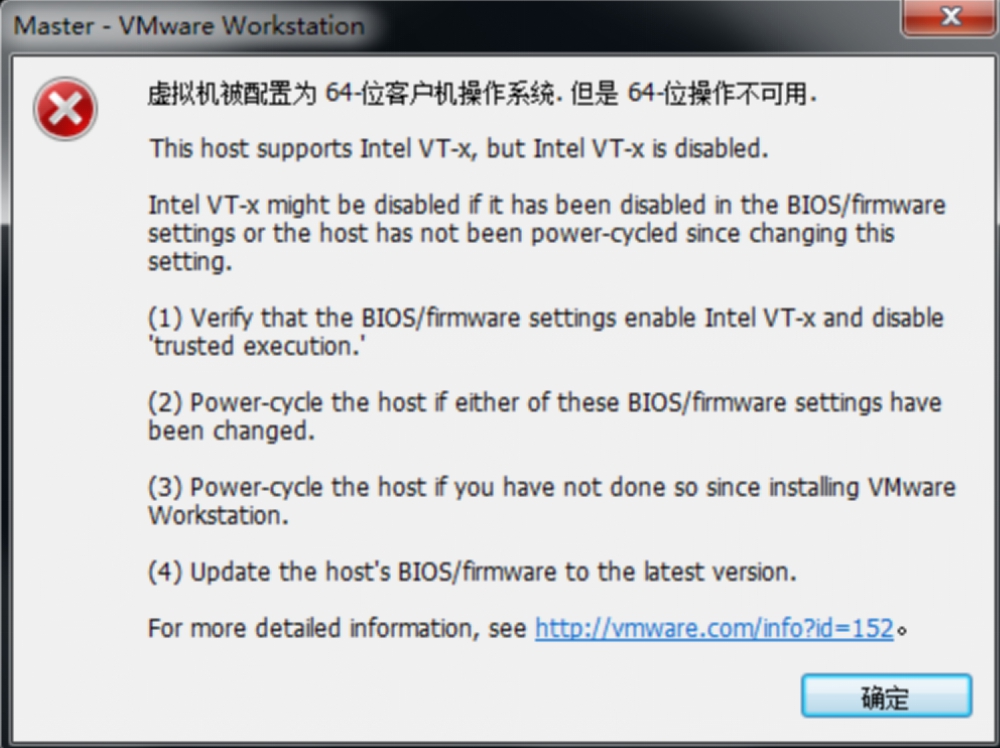 Master - VMware Workstation
虚拟机被配置为 64-位客户机操作系统. 但是 64-位操作不可用.
This host supports Intel VT-x, but Intel VT-x is disabled.
Intel VT-x might be disabled if it has been disabled in the BIOS/firmware
settings or the host has not been power-cycled since changing this
setting.
(1) Verify that the BIOS/firmware settings enable Intel VT-x and disable
'trusted execution.'
(2) Power-cycle the host if either of these BIOS/firmware settings have
been changed.
(3) Power-cycle the host if you have not done so since installing VMware
Workstation.
(4) Update the host's BIOS/firmware to the latest version.
For more detailed information, see http://vmware.com/info?id=152。
确定